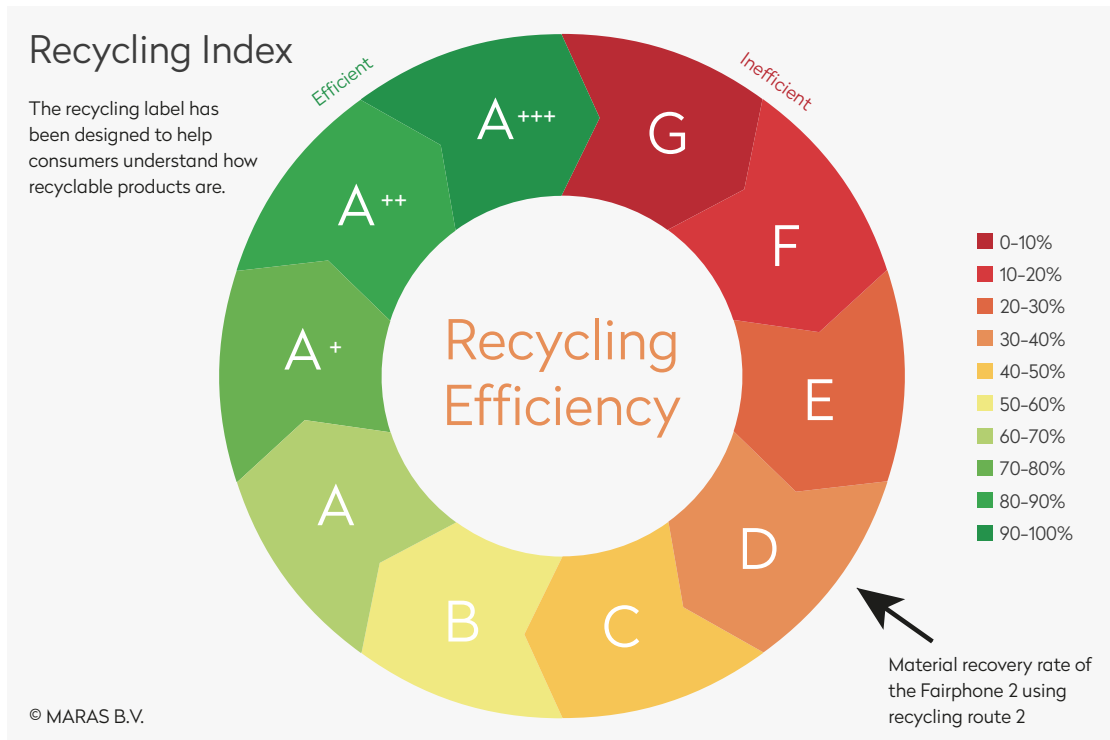 Recycling Index
The recycling label has
been designed to help
consumers understand how
recyclable products are.
Efficient
Inefficient
A+++
G
A++
F
A+
E
A
D
B
C
Recycling
Efficiency
0-10%
10-20%
20-30%
30-40%
40-50%
50-60%
60-70%
70-80%
80-90%
90-100%
Material recovery rate of
the Fairphone 2 using
recycling route 2
© MARAS B.V.